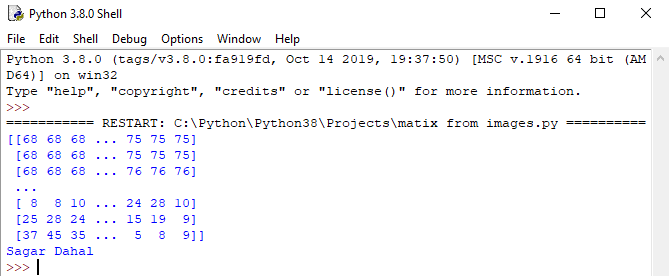 Python 3.8.0 Shell
File Edit Shell Debug Options Window Help
Python 3.8.0 (tags/v3.8.0:fa919fd, Oct 14 2019, 19:37:50) [MSC v.1916 64 bit (AM
D64)] on win32
Type "help", "copyright", "credits" or "license()" for more information.
>>>
=========== RESTART: C:\Python\Python38\Projects\matix from images.py ==========
[[68 68 68 ... 75 75 75]
 [68 68 68 ... 75 75 75]
 [68 68 68 ... 76 76 76]
 ...
 [ 8  8 10 ... 24 28 10]
 [25 28 24 ... 15 19  9]
 [37 45 35 ...  5  8  9]]
Sagar Dahal
>>>